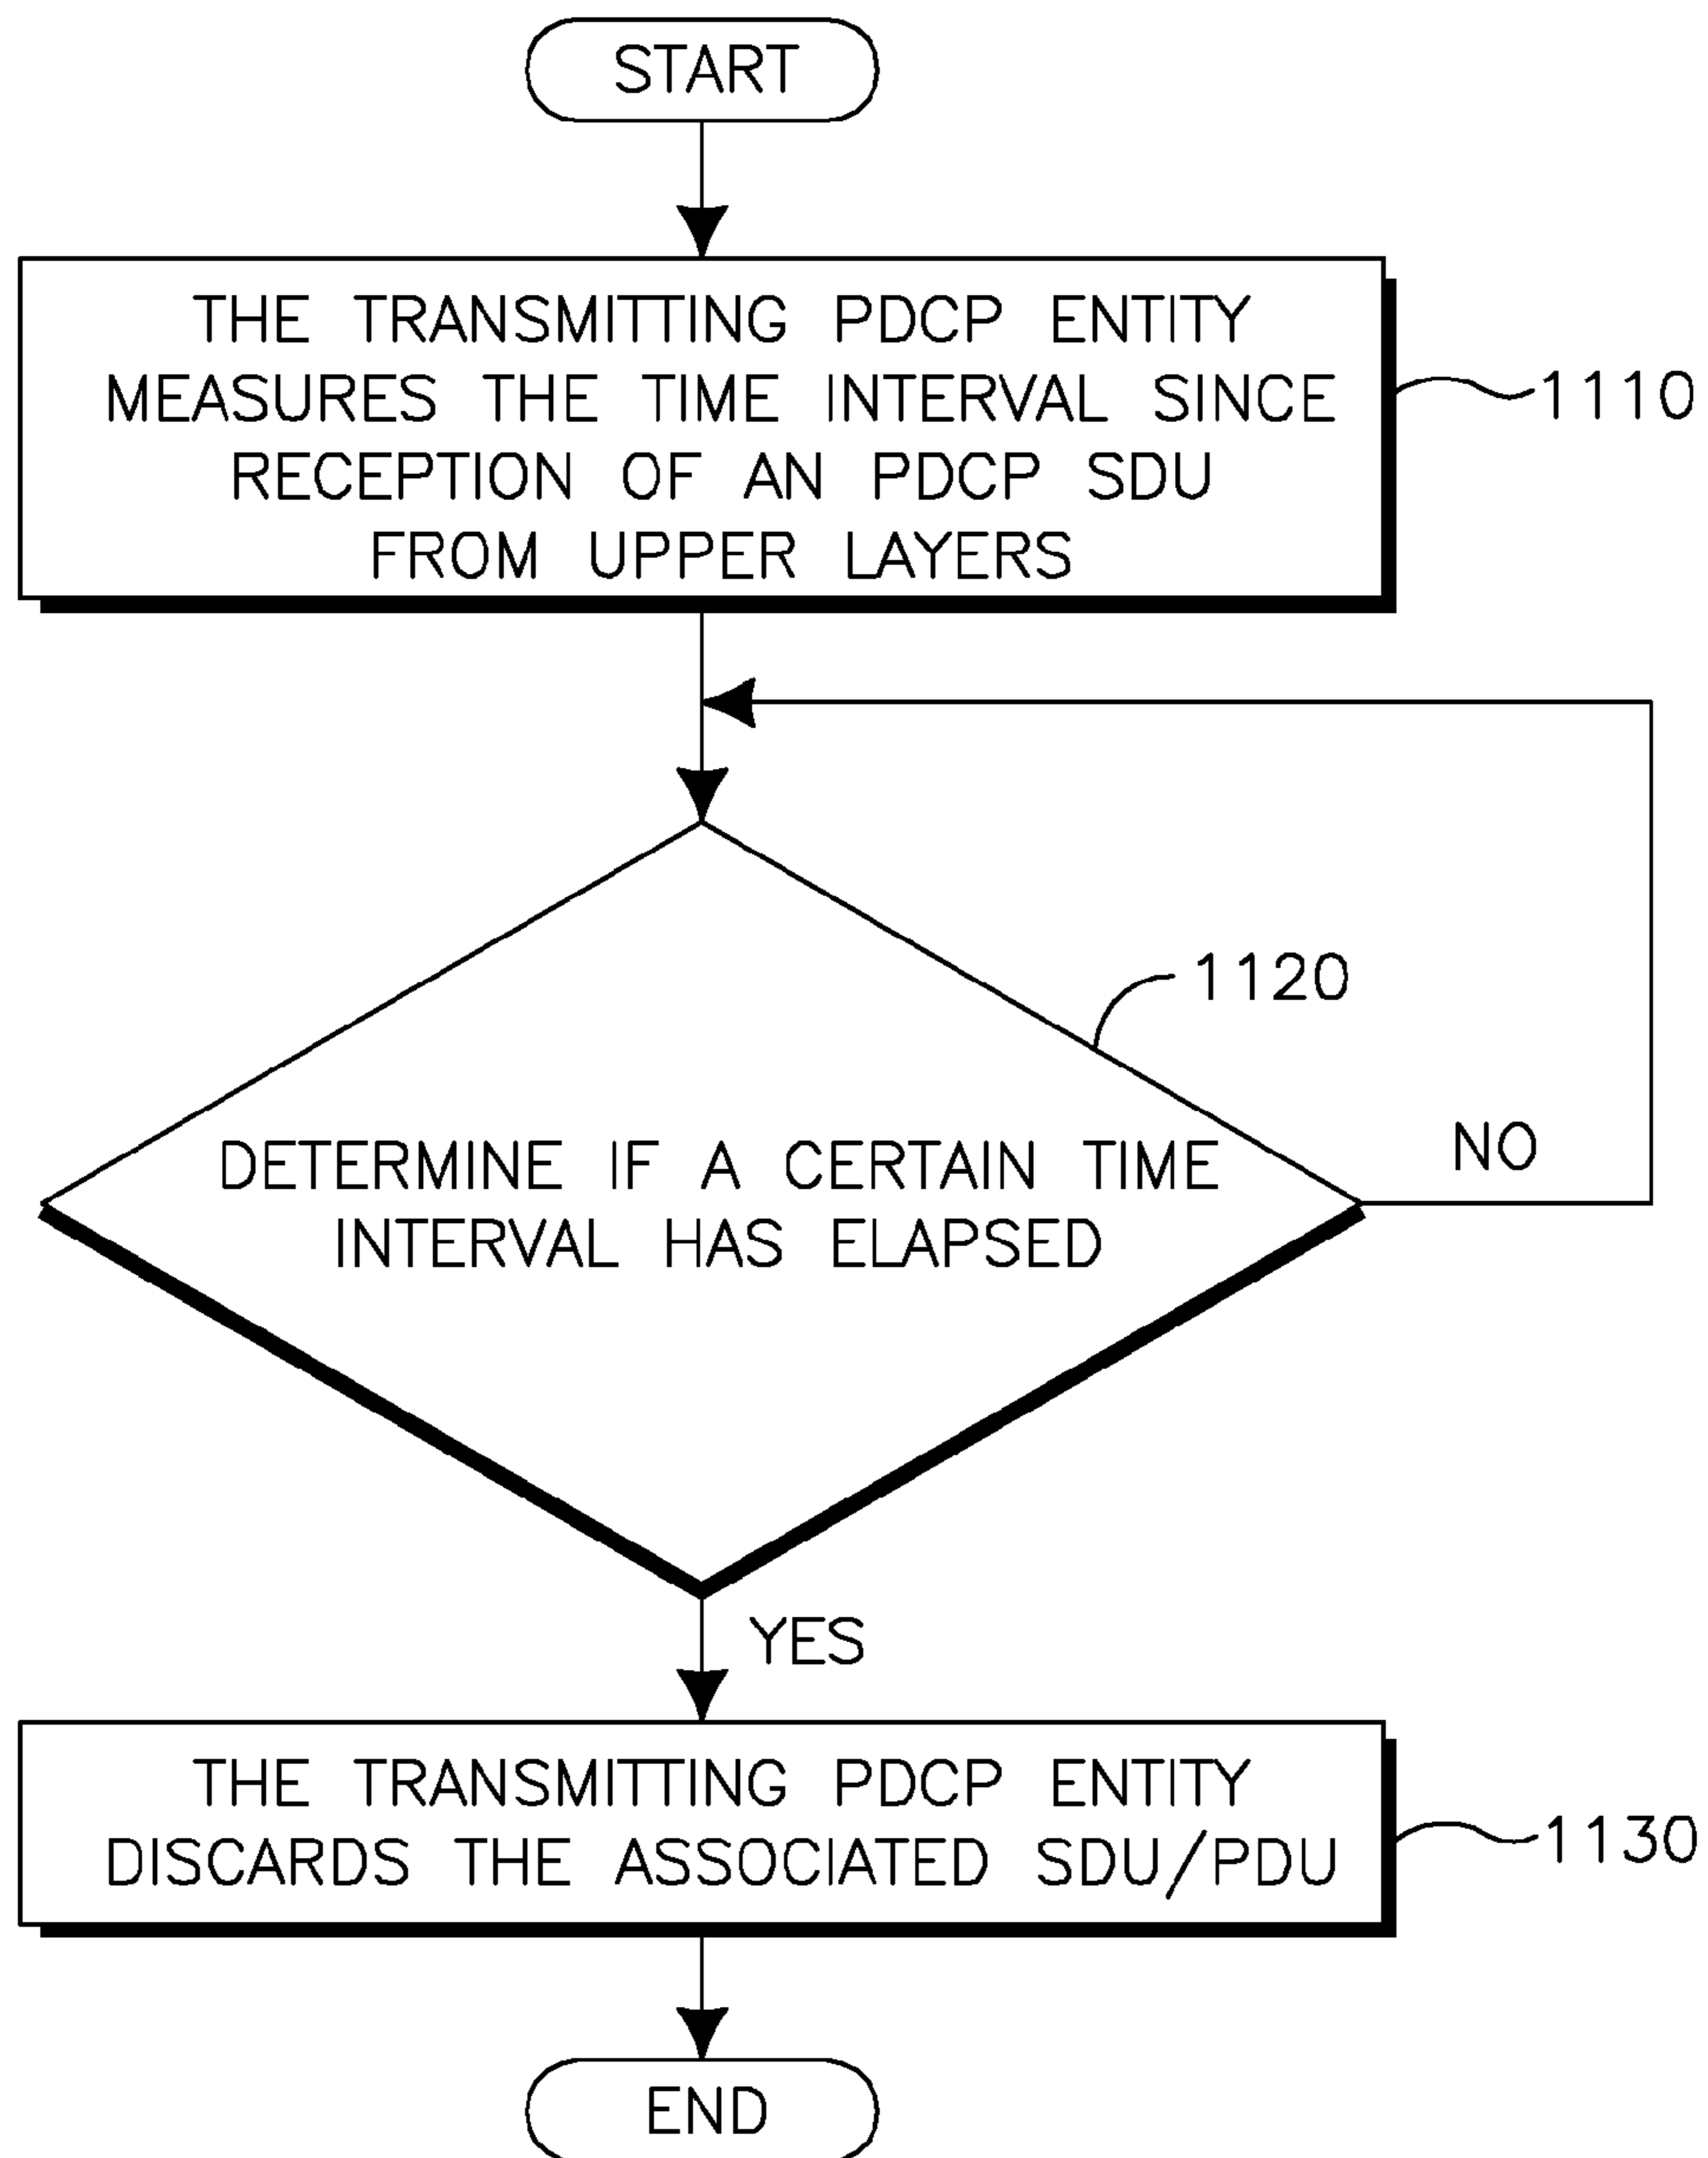 START
THE TRANSMITTING PDCP ENTITY
MEASURES THE TIME INTERVAL SINCE
RECEPTION OF AN PDCP SDU
FROM UPPER LAYERS
1110
1120
DETERMINE IF A CERTAIN TIME
INTERVAL HAS ELAPSED
NO
YES
THE TRANSMITTING PDCP ENTITY
DISCARDS THE ASSOCIATED SDU/PDU
1130
END